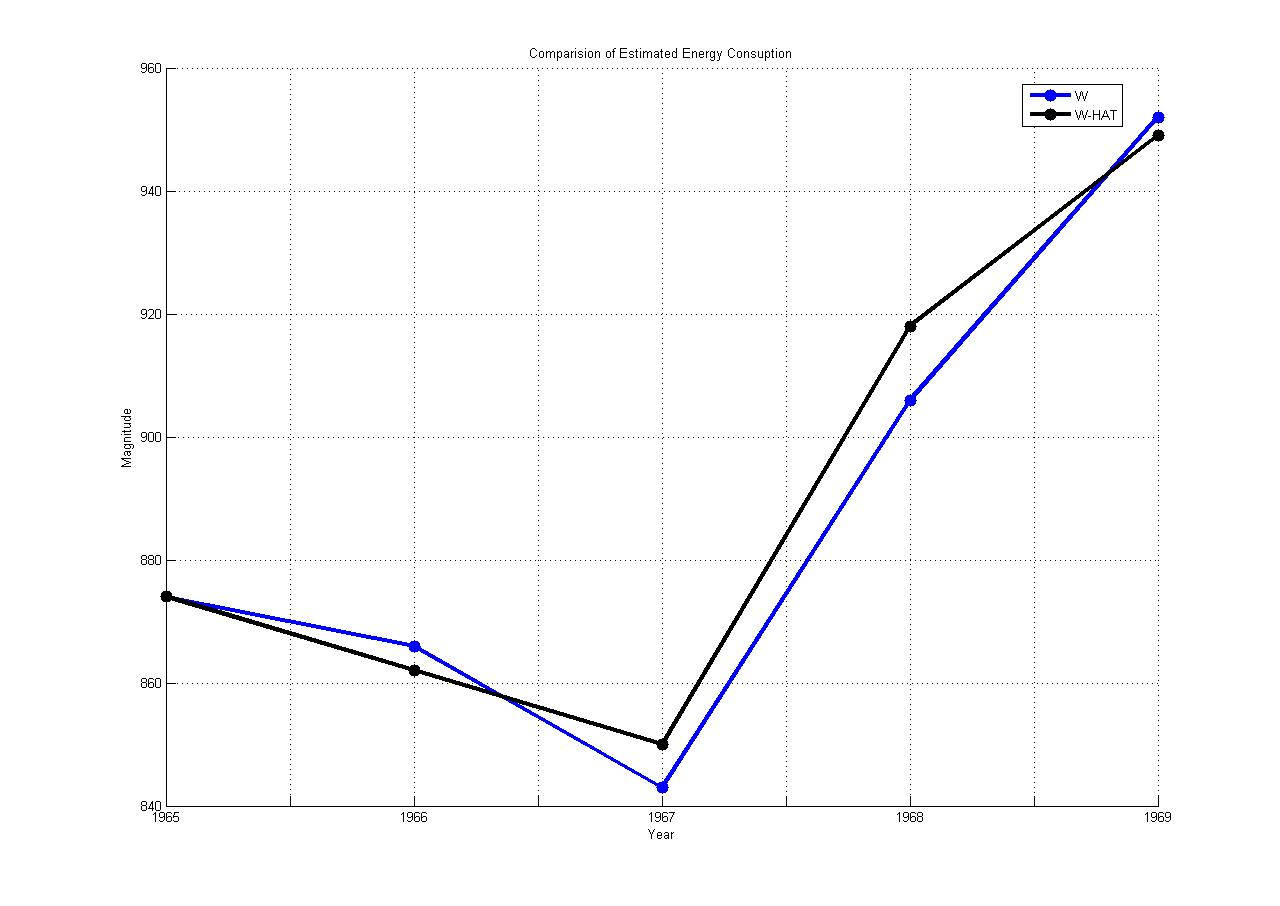 Comparision of Estimated Energy Consuption
960
W
W-HAT
940
920
Magnitude
900
880
860
840
1965 1966 1967 1968 1969
Year